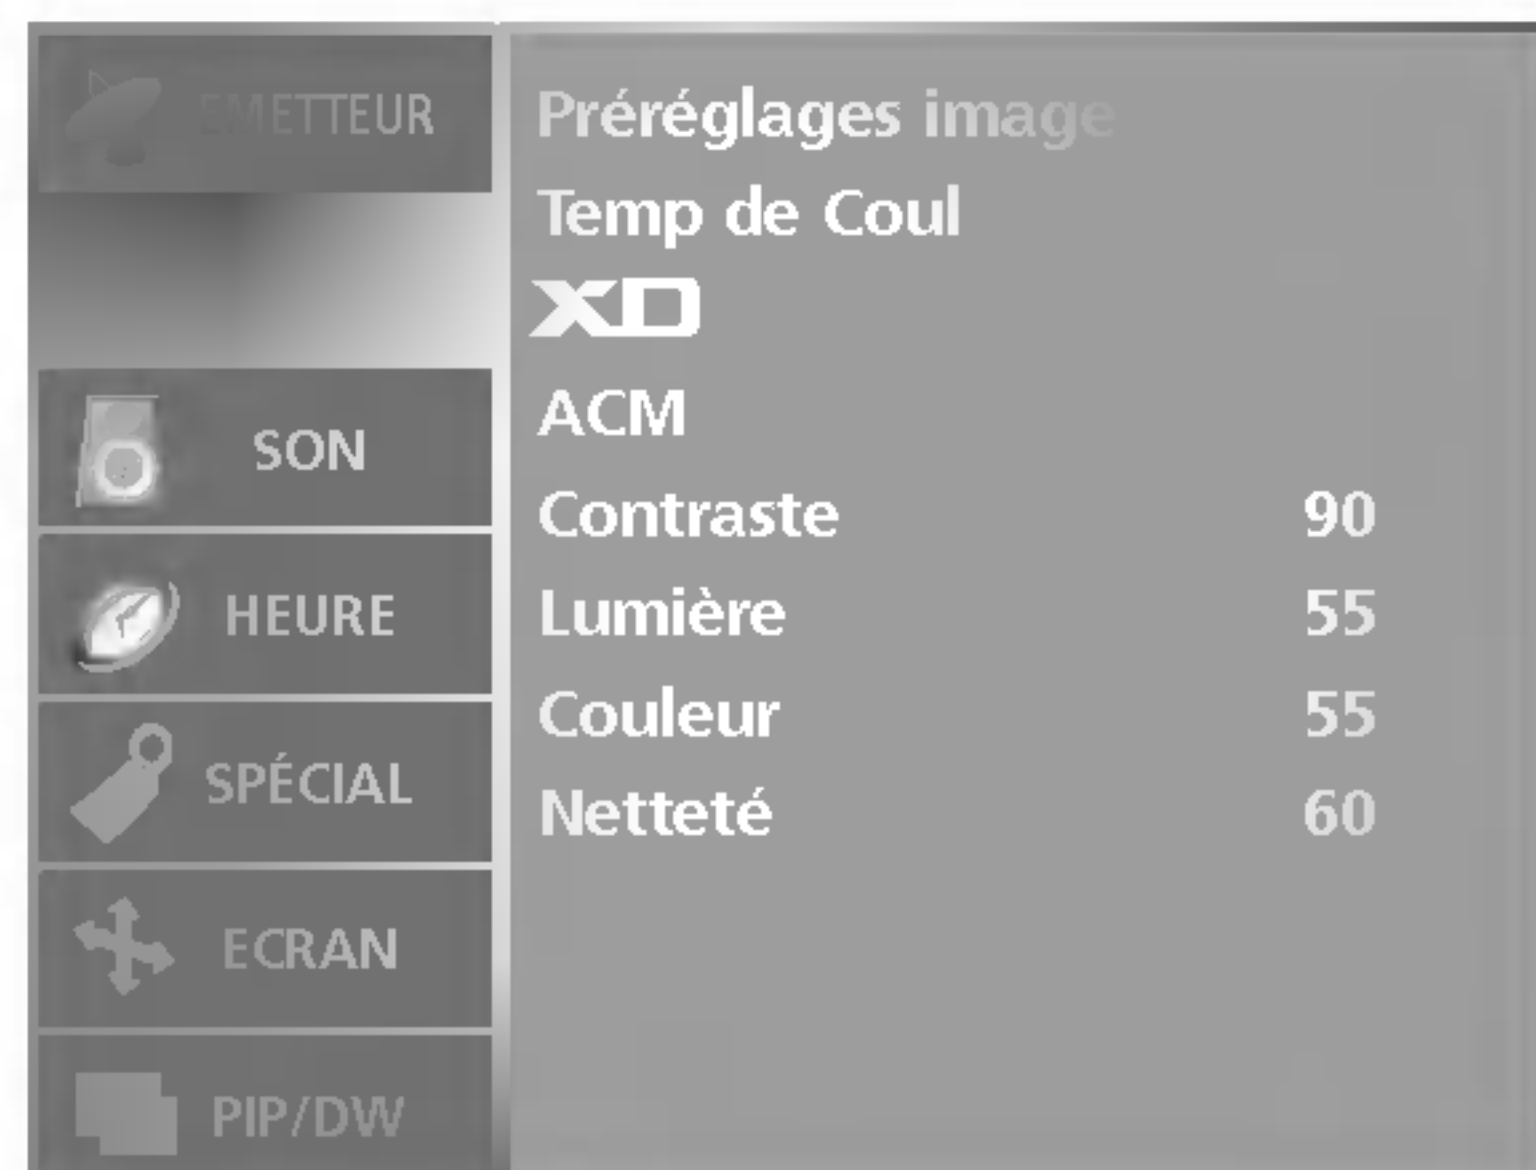 EMETTEUR
SON
HEURE
SPÉCIAL
ECRAN
PIP/DW
Préréglages image
Temp de Coul
XD
ACM
Contraste 90
Lumière 55
Couleur 55
Netteté 60